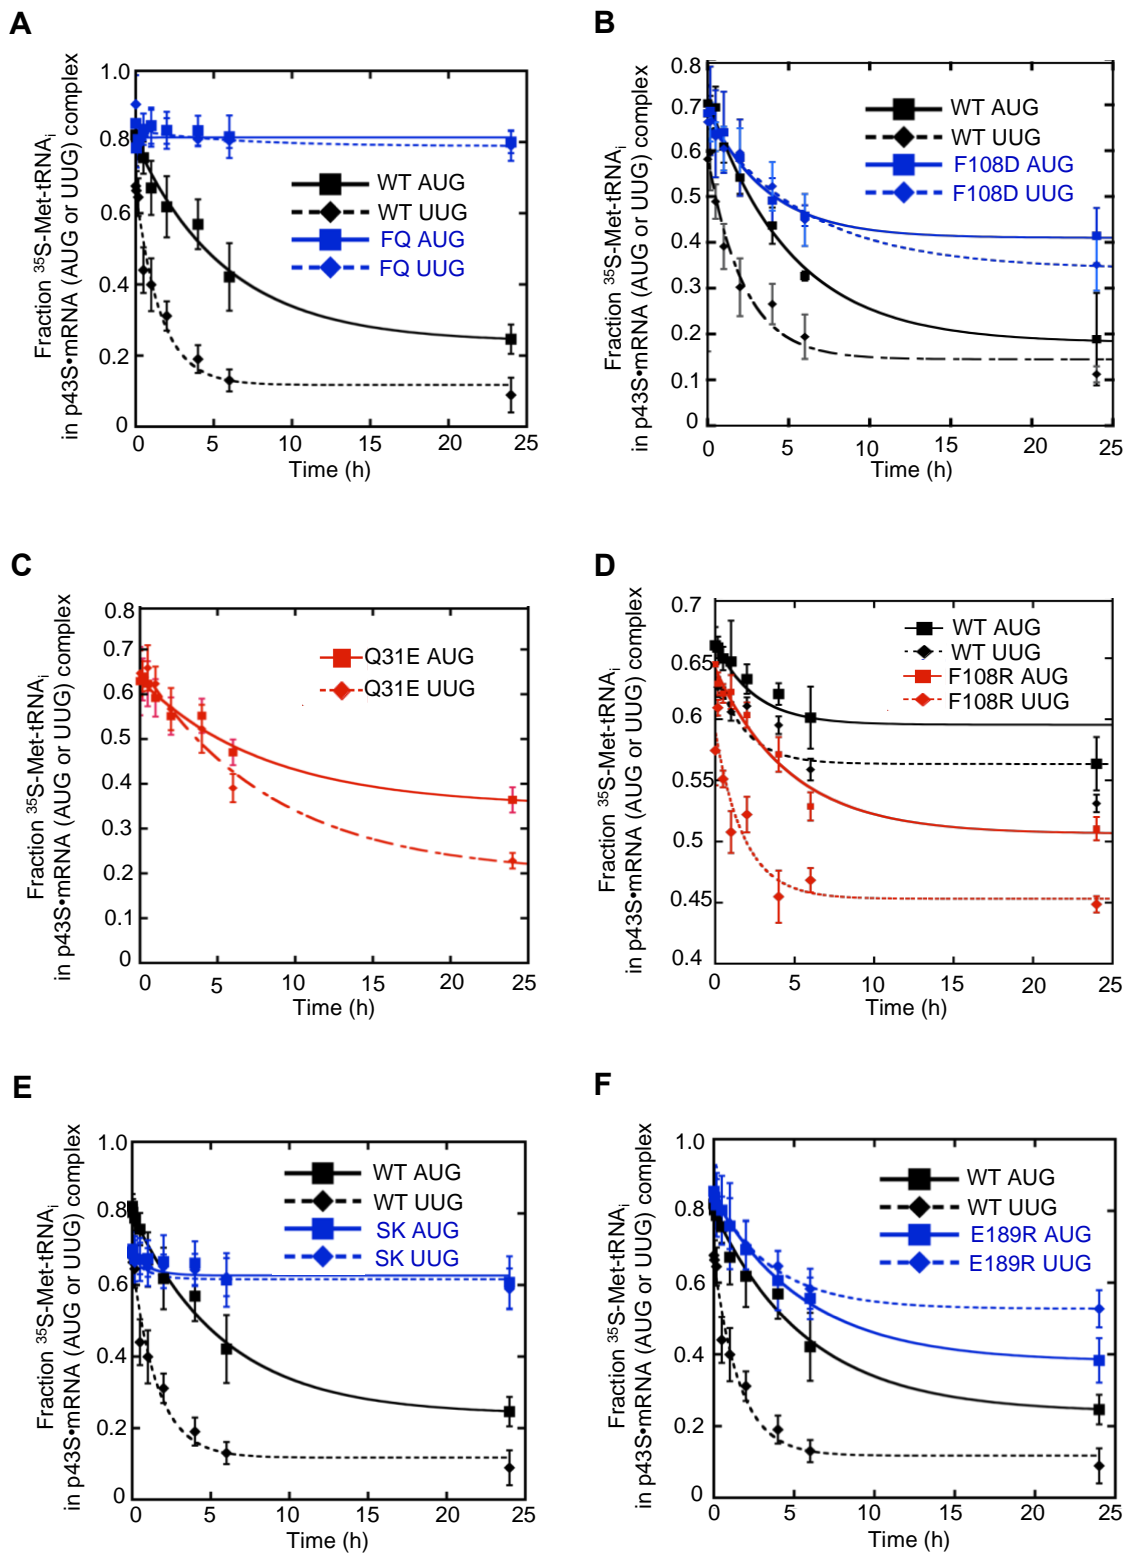 A
Fraction ³⁵S-Met-tRNAᵢ
in p43S•mRNA (AUG or UUG) complex
1.0
0.8
0.6
0.4
0.2
0
WT AUG
WT UUG
FQ AUG
FQ UUG
0 5 10 15 20 25
Time (h)
B
Fraction ³⁵S-Met-tRNAᵢ
in p43S•mRNA (AUG or UUG) complex
0.8
0.7
0.6
0.5
0.4
0.3
0.2
0.1
0
WT AUG
WT UUG
F108D AUG
F108D UUG
0 5 10 15 20 25
Time (h)
C
Fraction ³⁵S-Met-tRNAᵢ
in p43S•mRNA (AUG or UUG) complex
0.8
0.7
0.6
0.5
0.4
0.3
0.2
0.1
0
Q31E AUG
Q31E UUG
0 5 10 15 20 25
Time (h)
D
Fraction ³⁵S-Met-tRNAᵢ
in p43S•mRNA (AUG or UUG) complex
0.7
0.65
0.6
0.55
0.5
0.45
0.4
WT AUG
WT UUG
F108R AUG
F108R UUG
0 5 10 15 20 25
Time (h)
E
Fraction ³⁵S-Met-tRNAᵢ
in p43S•mRNA (AUG or UUG) complex
1.0
0.8
0.6
0.4
0.2
0
WT AUG
WT UUG
SK AUG
SK UUG
0 5 10 15 20 25
Time (h)
F
Fraction ³⁵S-Met-tRNAᵢ
in p43S•mRNA (AUG or UUG) complex
1.0
0.8
0.6
0.4
0.2
0
WT AUG
WT UUG
E189R AUG
E189R UUG
0 5 10 15 20 25
Time (h)